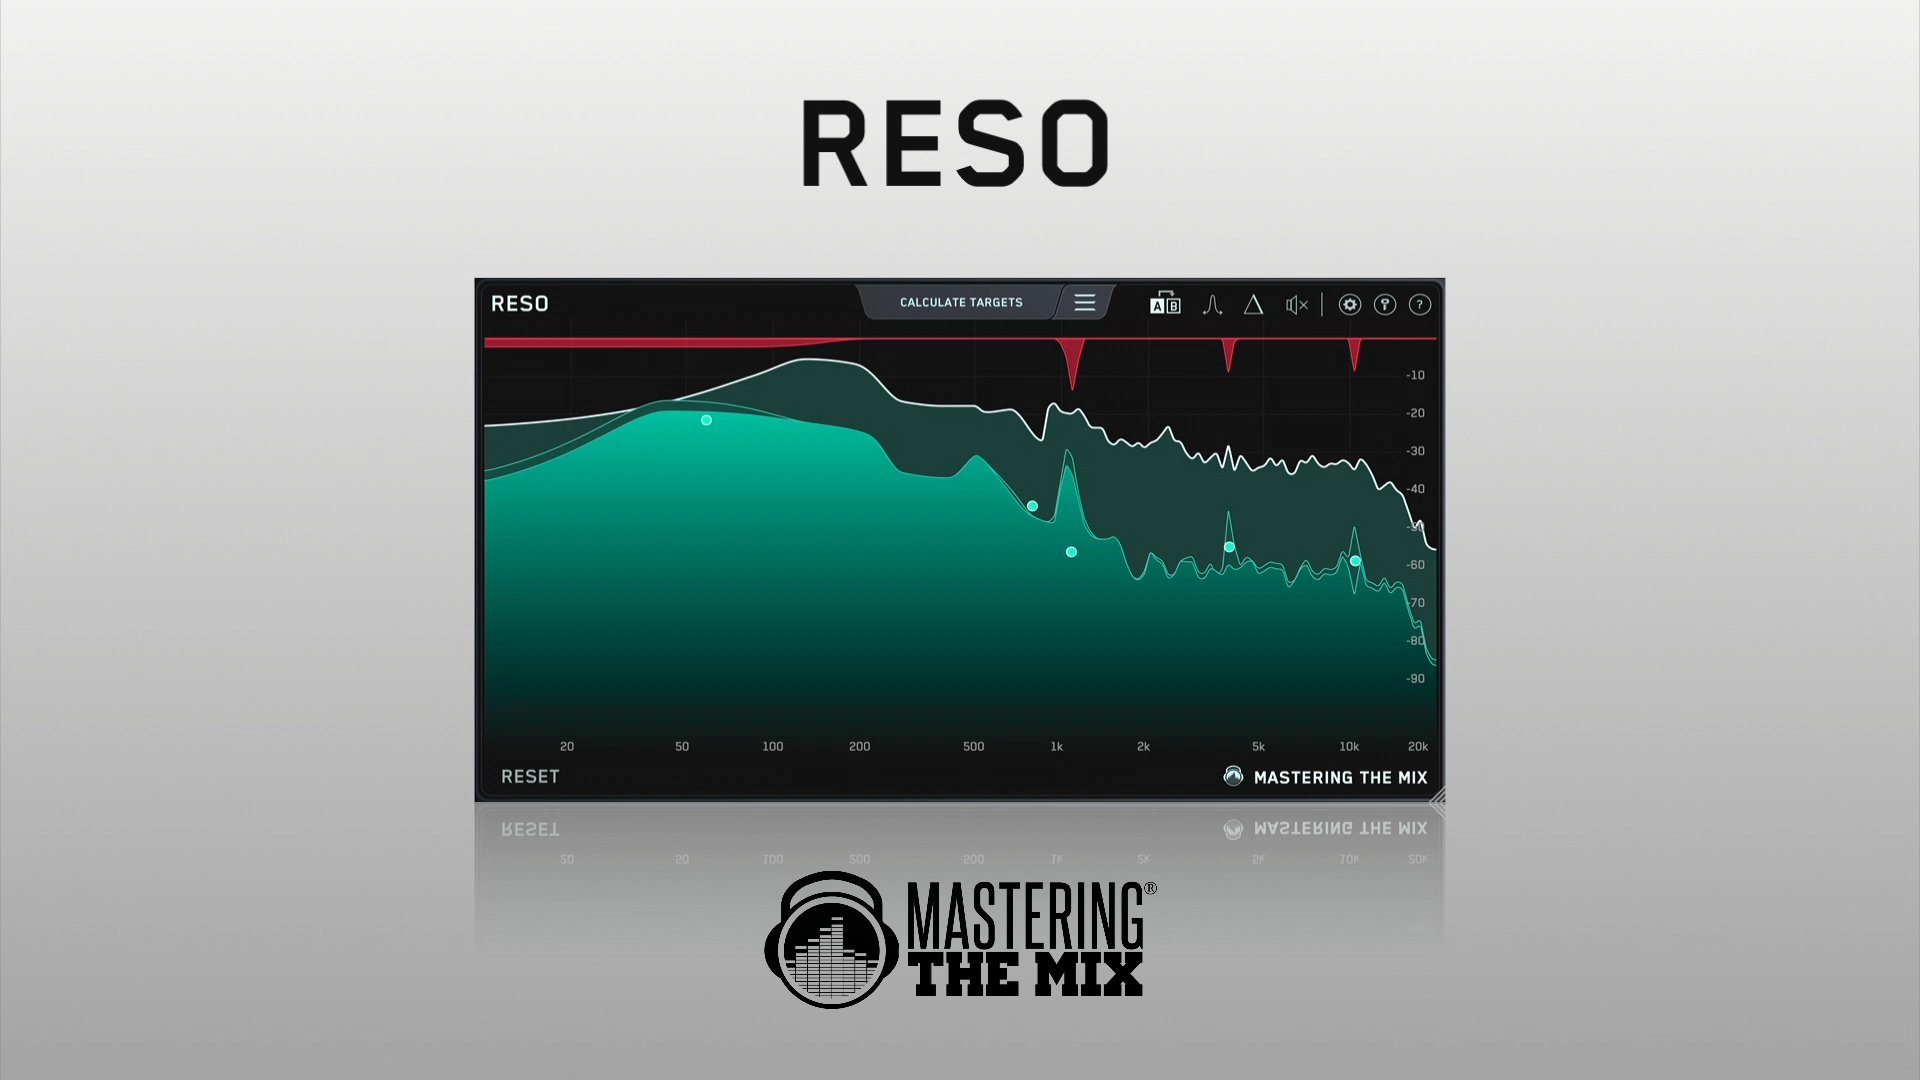 RESO
RESO
CALCULATE TARGETS
A B
?
-10
-20
-30
-40
-50
-60
-70
-80
-90
20 50 100 200 500 1k 2k 5k 10k 20k
RESET
MASTERING THE MIX
MASTERING®
THE MIX